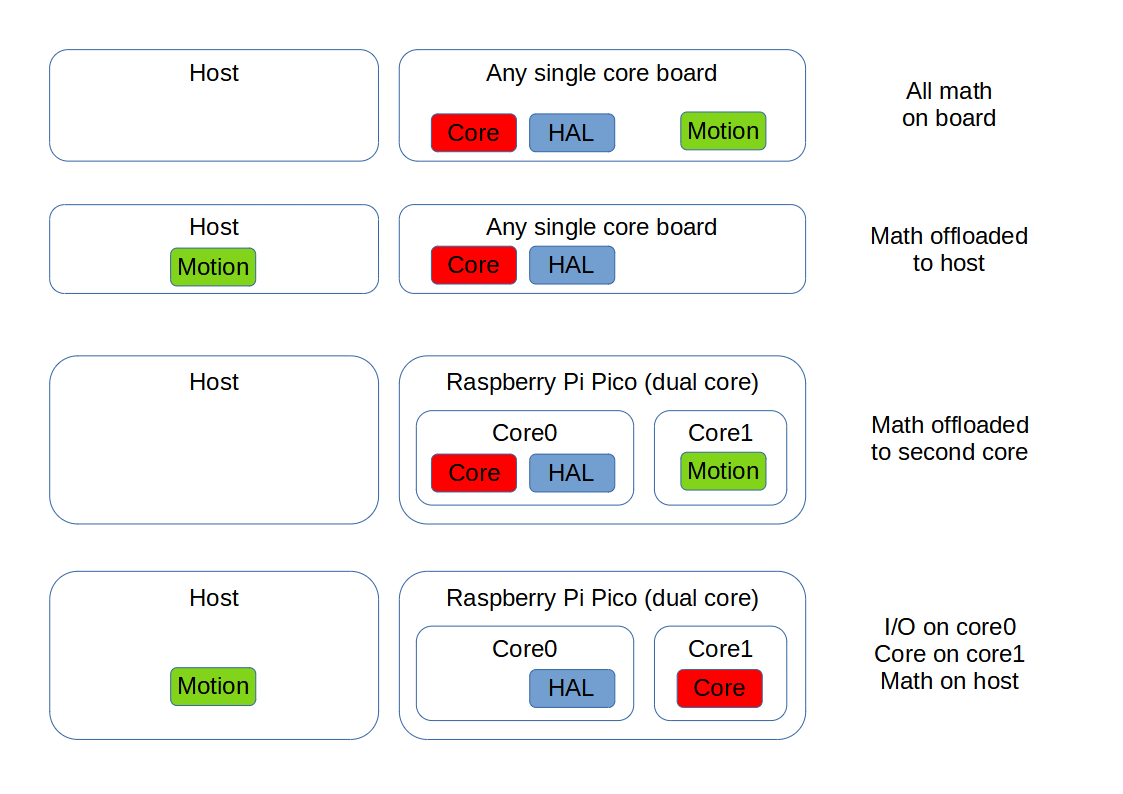 Host
Any single core board
Core
HAL
Motion
All math
on board
Host
Motion
Any single core board
Core
HAL
Math offloaded
to host
Host
Raspberry Pi Pico (dual core)
Core0
Core
HAL
Core1
Motion
Math offloaded
to second core
Host
Motion
Raspberry Pi Pico (dual core)
Core0
HAL
Core1
Core
I/O on core0
Core on core1
Math on host